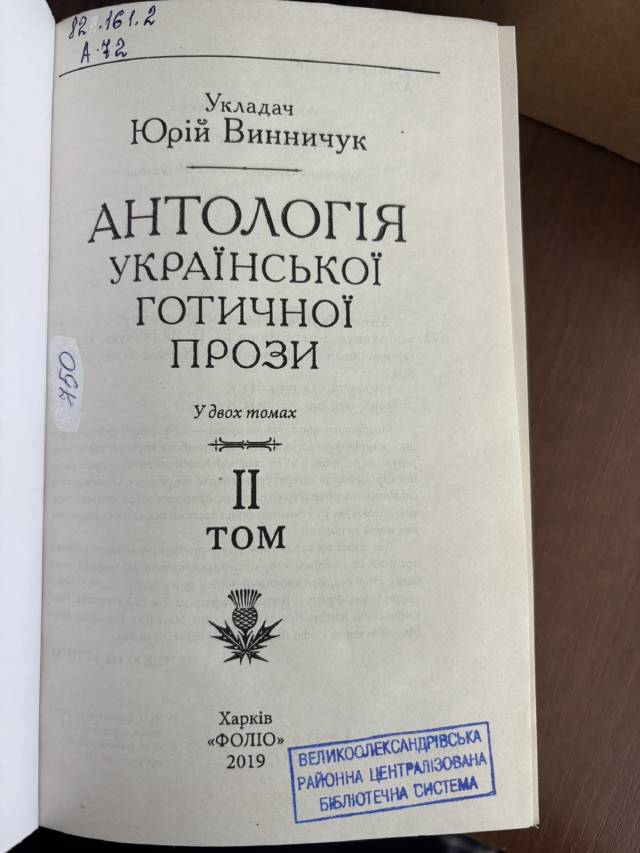 82 .161.2
А 72
Укладач
Юрій Винничук
АНТОЛОГІЯ
УКРАЇНСЬКОЇ
ГОТИЧНОЇ
ПРОЗИ
750
У двох томах
II
ТОМ
Харків
«ФОЛІО»
2019
ВЕЛИКООЛЕКСАНДРІВСЬКА
РАЙОННА ЦЕНТРАЛІЗОВАНА
БІБЛІОТЕЧНА СИСТЕМА